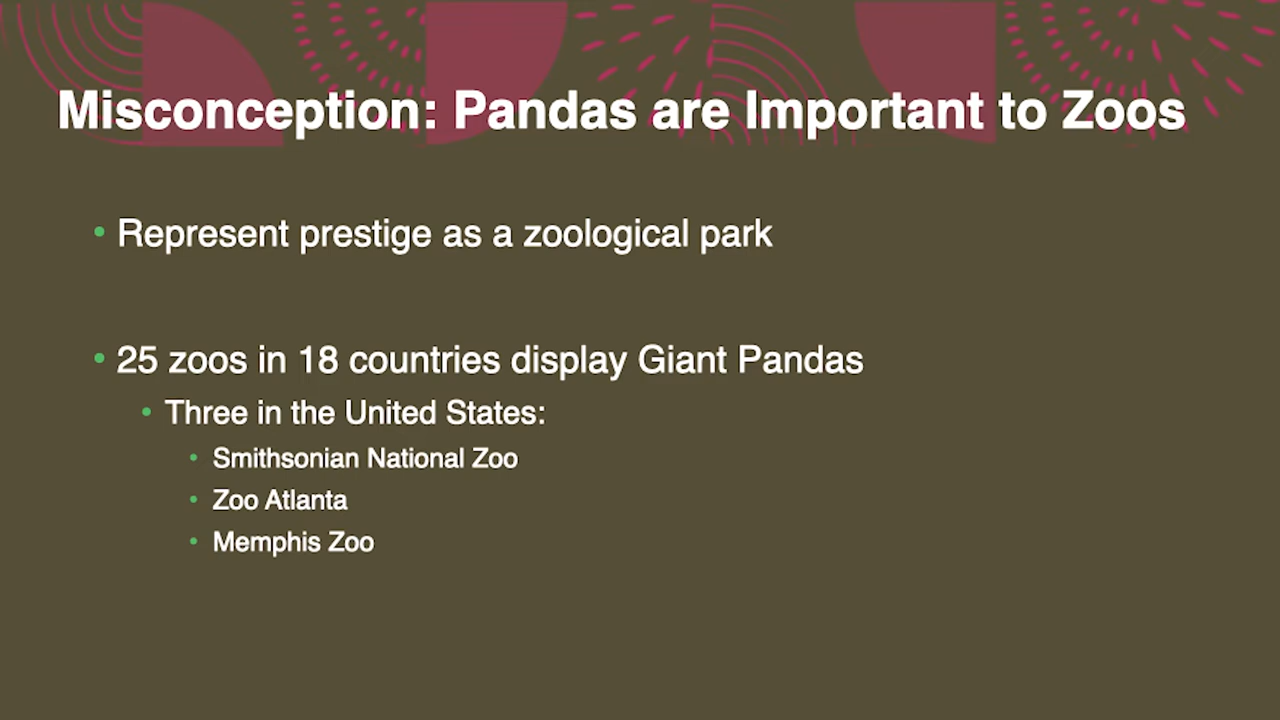 Misconception: Pandas are Important to Zoos
• Represent prestige as a zoological park
• 25 zoos in 18 countries display Giant Pandas
• Three in the United States:
• Smithsonian National Zoo
• Zoo Atlanta
• Memphis Zoo